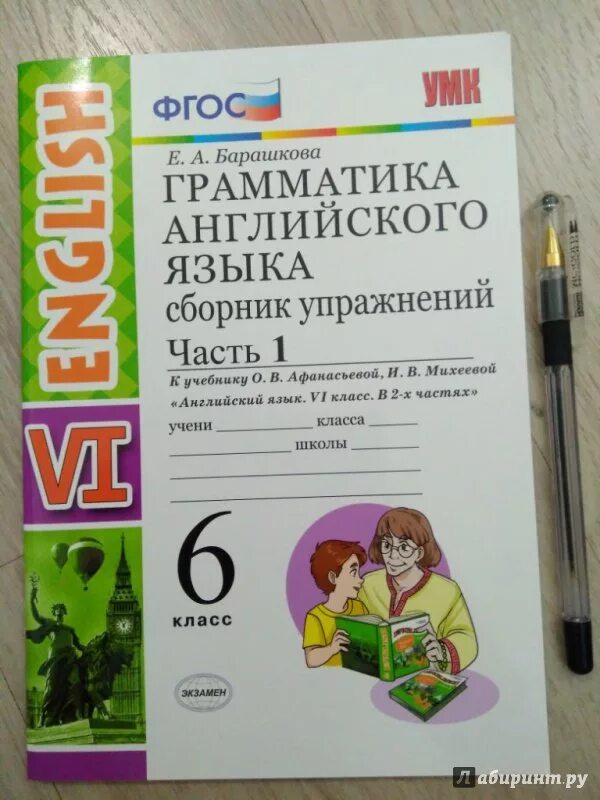 ENGLISH
VI
ФГОС
УМК
Е. А. Барашкова
ГРАММАТИКА
АНГЛИЙСКОГО
ЯЗЫКА
сборник упражнений
Часть 1
К учебнику О. В. Афанасьевой, И. В. Михеевой
«Английский язык. VI класс. В 2-х частях»
учени класса
школы
6
класс
ЭКЗАМЕН
Лабиринт.ру